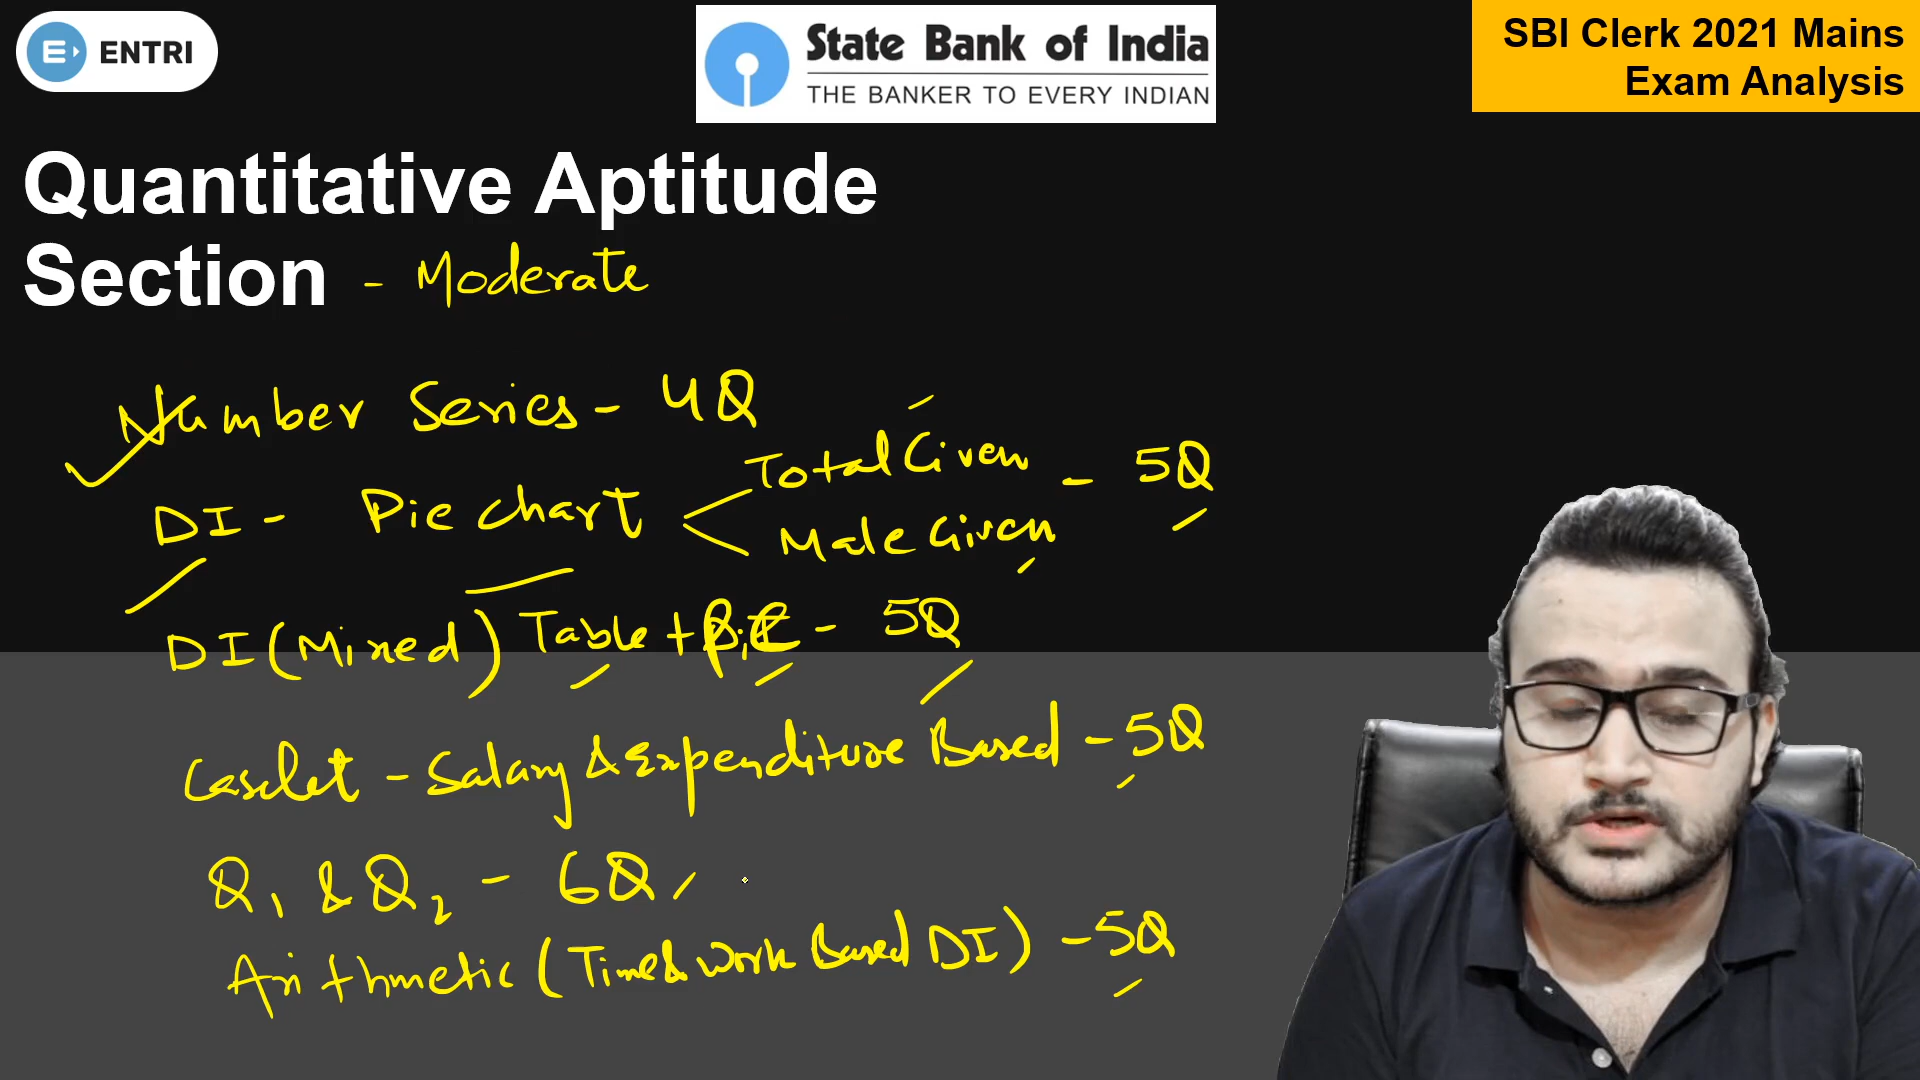 ENTRI
State Bank of India
THE BANKER TO EVERY INDIAN
SBI Clerk 2021 Mains
Exam Analysis
Quantitative Aptitude
Section - Moderate
Number Series - 4Q
DI - Pie Chart < Total Given - 5Q
Male Given
DI (Mixed) Table + Pie - 5Q
Caselet - Salary & Expenditure Based - 5Q
Q1 & Q2 - 6Q
Arithmetic (Time & Work Based DI) - 5Q